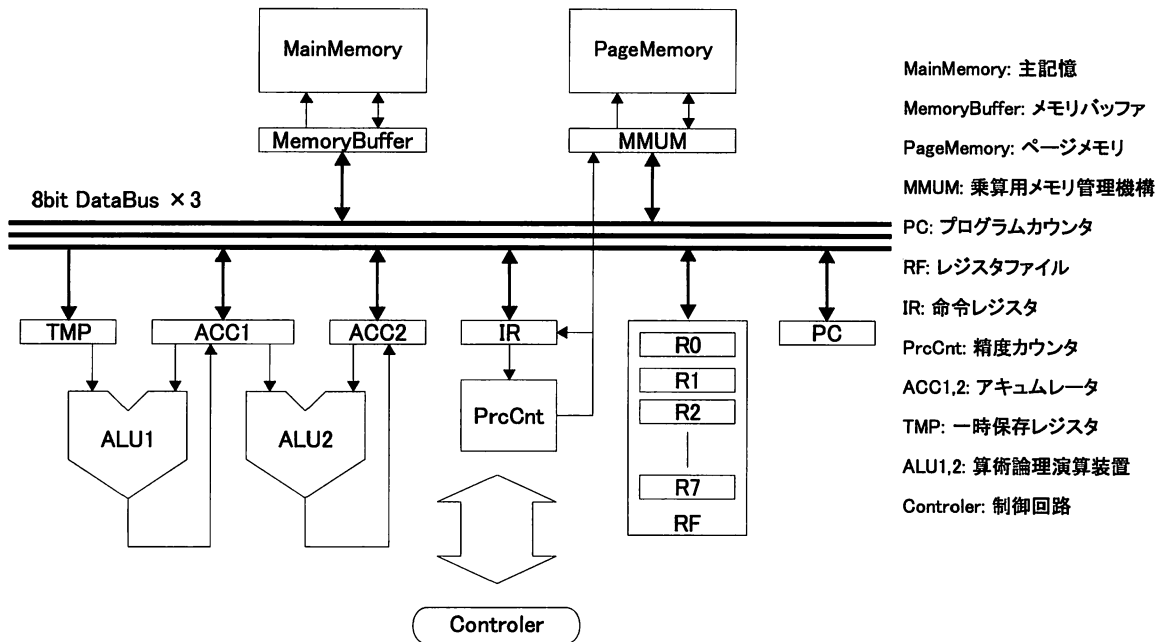 MainMemory
PageMemory
MemoryBuffer
MMUM
8bit DataBus ×3
TMP
ACC1
ACC2
IR
PC
ALU1
ALU2
PrcCnt
R0
R1
R2
R7
RF
Controler
MainMemory: 主記憶
MemoryBuffer: メモリバッファ
PageMemory: ページメモリ
MMUM: 乗算用メモリ管理機構
PC: プログラムカウンタ
RF: レジスタファイル
IR: 命令レジスタ
PrcCnt: 精度カウンタ
ACC1,2: アキュムレータ
TMP: 一時保存レジスタ
ALU1,2: 算術論理演算装置
Controler: 制御回路